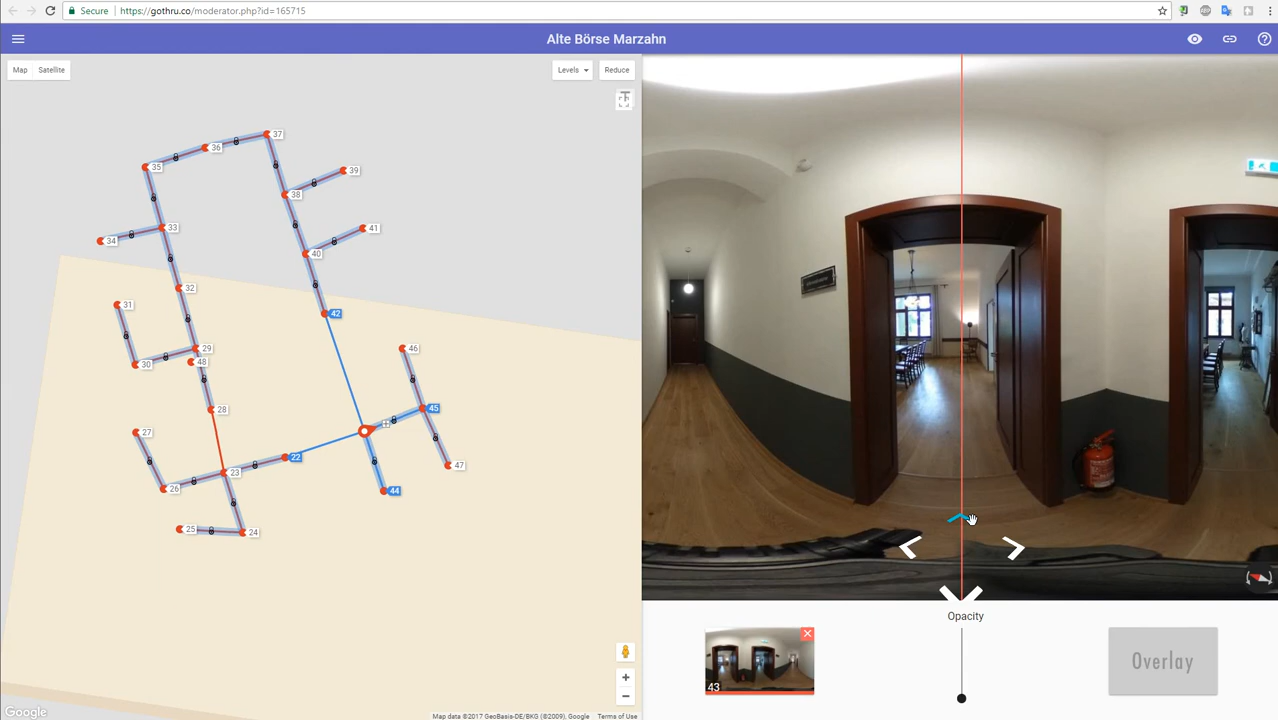 Secure
https://gothru.co/moderator.php?id=165715
Alte Börse Marzahn
Map
Satellite
Levels
Reduce
37
36
35
39
38
33
41
34
40
32
31
42
29
46
48
30
45
28
27
22
47
23
26
44
25
24
Opacity
43
Overlay
Google
Map data ©2017 GeoBasis-DE/BKG (©2009), Google
Terms of Use